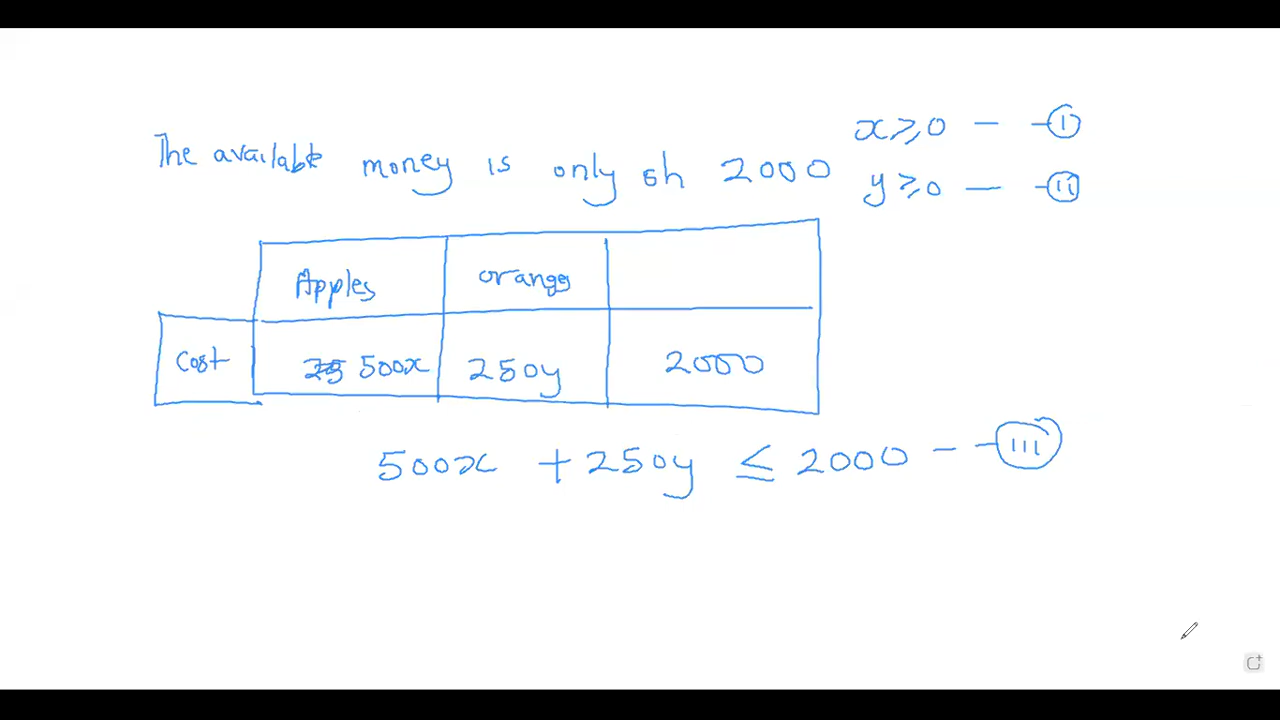 The available money is only sh 2000
x ≥ 0 - - (i)
y ≥ 0 - - (ii)
Apples orange
Cost 500x 250y 2000
500x + 250y ≤ 2000 - - (iii)